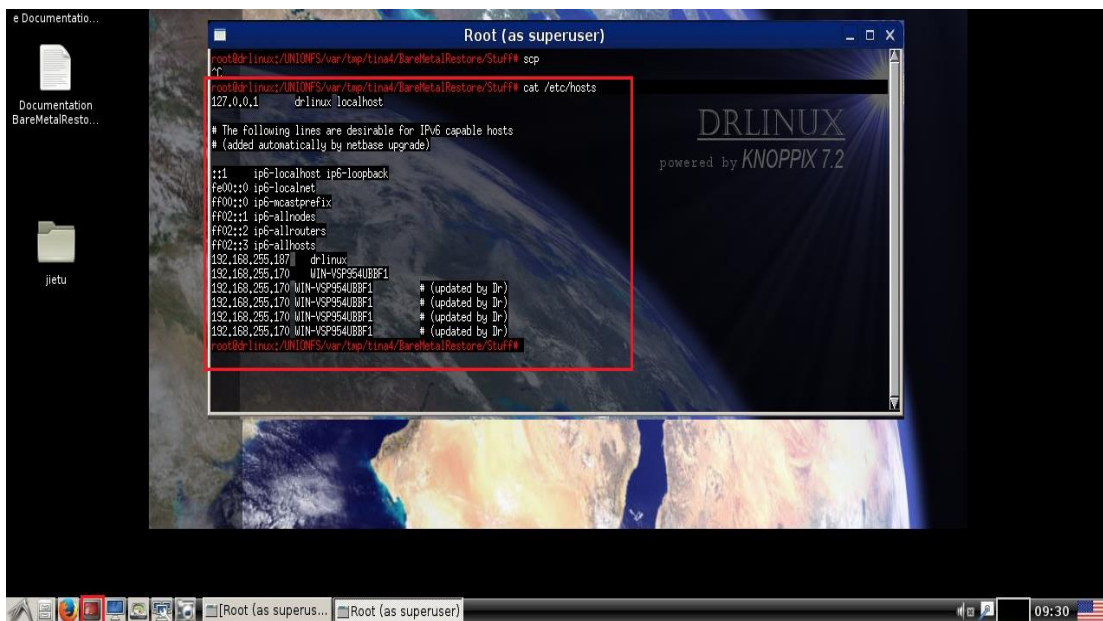 e Documentatio...
Documentation
BareMetalResto...
jietu
Root (as superuser)
root@drlinux:/UNIONFS/var/tmp/tina4/BareMetalRestore/Stuff# scp
^C
root@drlinux:/UNIONFS/var/tmp/tina4/BareMetalRestore/Stuff# cat /etc/hosts
127.0.0.1 drlinux localhost
# The following lines are desirable for IPv6 capable hosts
# (added automatically by netbase upgrade)
::1 ip6-localhost ip6-loopback
fe00::0 ip6-localnet
ff00::0 ip6-mcastprefix
ff02::1 ip6-allnodes
ff02::2 ip6-allrouters
ff02::3 ip6-allhosts
192.168.255.187 drlinux
192.168.255.170 WIN-VSP954UBBF1
192.168.255.170 WIN-VSP954UBBF1 # (updated by Dr)
192.168.255.170 WIN-VSP954UBBF1 # (updated by Dr)
192.168.255.170 WIN-VSP954UBBF1 # (updated by Dr)
192.168.255.170 WIN-VSP954UBBF1 # (updated by Dr)
root@drlinux:/UNIONFS/var/tmp/tina4/BareMetalRestore/Stuff#
DRLINUX
powered by KNOPPIX 7.2
[Root (as superus...
Root (as superuser)
09:30